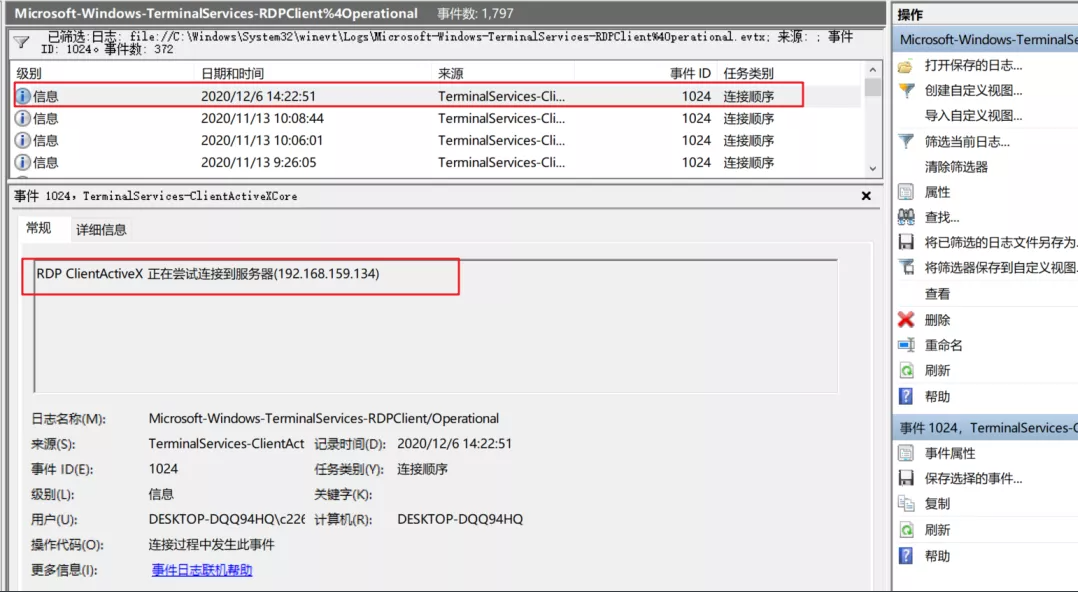 Microsoft-Windows-TerminalServices-RDPClient%4Operational 事件数: 1,797
已筛选:日志: file://C:\Windows\System32\winevt\Logs\Microsoft-Windows-TerminalServices-RDPClient%4Operational.evtx; 来源: ; 事件
ID: 1024。事件数: 372
级别 日期和时间 来源 事件 ID 任务类别
信息 2020/12/6 14:22:51 TerminalServices-Cli... 1024 连接顺序
信息 2020/11/13 10:08:44 TerminalServices-Cli... 1024 连接顺序
信息 2020/11/13 10:06:01 TerminalServices-Cli... 1024 连接顺序
信息 2020/11/13 9:26:05 TerminalServices-Cli... 1024 连接顺序
事件 1024，TerminalServices-ClientActiveXCore
常规 详细信息
RDP ClientActiveX 正在尝试连接到服务器(192.168.159.134)
日志名称(M): Microsoft-Windows-TerminalServices-RDPClient/Operational
来源(S): TerminalServices-ClientAct 记录时间(D): 2020/12/6 14:22:51
事件 ID(E): 1024 任务类别(Y): 连接顺序
级别(L): 信息 关键字(K):
用户(U): DESKTOP-DQQ94HQ\c226 计算机(R): DESKTOP-DQQ94HQ
操作代码(O): 连接过程中发生此事件
更多信息(I): 事件日志联机帮助
操作
Microsoft-Windows-TerminalSe
打开保存的日志...
创建自定义视图...
导入自定义视图...
筛选当前日志...
清除筛选器
属性
查找...
将已筛选的日志文件另存为.
将筛选器保存到自定义视图.
查看
删除
重命名
刷新
帮助
事件 1024，TerminalServices-C
事件属性
保存选择的事件...
复制
刷新
帮助